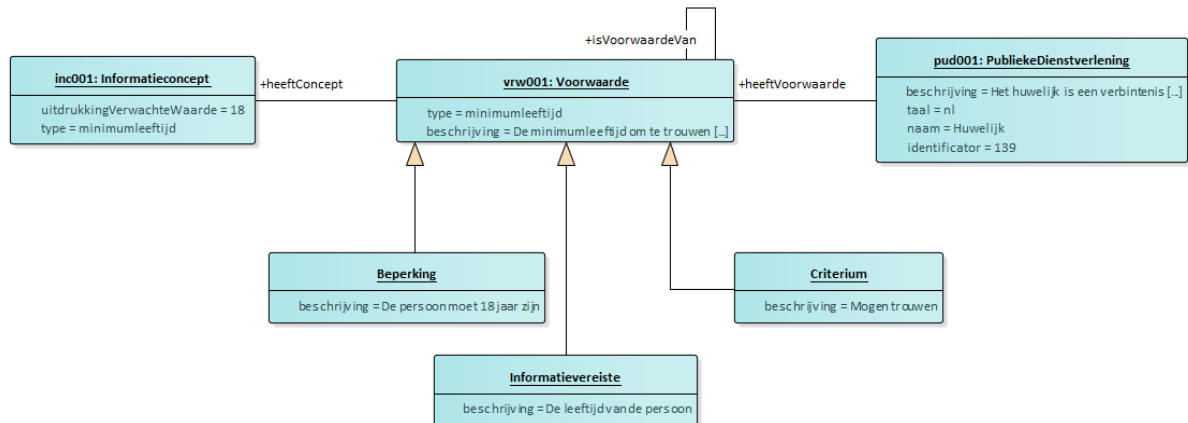 +isVoorwaardeVan
inc001: Informatieconcept
uitdrukkingVerwachteWaarde = 18
type = minimumleeftijd
+heeftConcept
vrw001: Voorwaarde
type = minimumleeftijd
beschrijving = De minimumleeftijd om te trouwen [..]
+heeftVoorwaarde
pud001: PubliekeDienstverlening
beschrijving = Het huwelijk is een verbintenis [..]
taal = nl
naam = Huwelijk
identificator = 139
Beperking
beschrijving = De persoon moet 18 jaar zijn
Criterium
beschrijving = Mogen trouwen
Informatievereiste
beschrijving = De leeftijd van de persoon